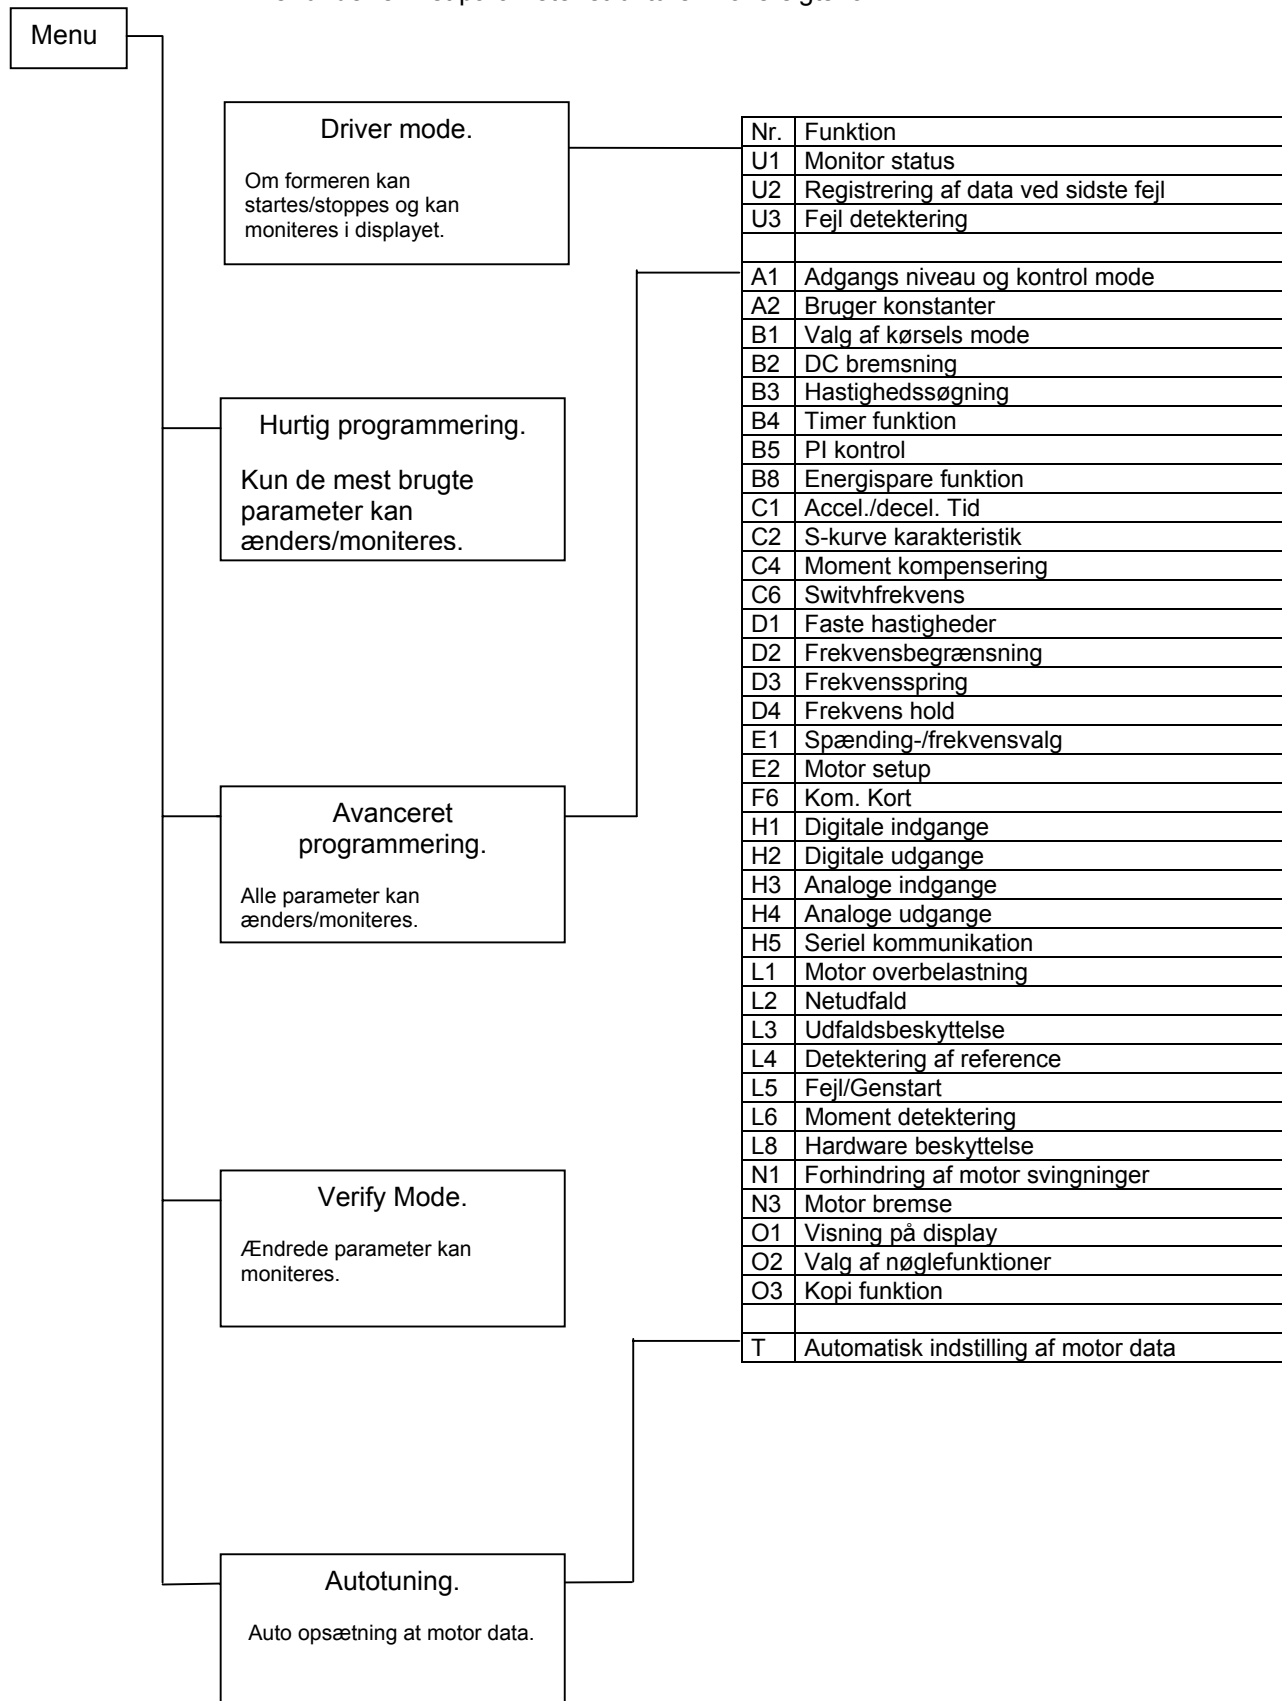 Menu
Driver mode.
Om formeren kan
startes/stoppes og kan
moniteres i displayet.
Hurtig programmering.
Kun de mest brugte
parameter kan
ænders/moniteres.
Avanceret
programmering.
Alle parameter kan
ænders/moniteres.
Verify Mode.
Ændrede parameter kan
moniteres.
Autotuning.
Auto opsætning at motor data.
Nr. Funktion
U1 Monitor status
U2 Registrering af data ved sidste fejl
U3 Fejl detektering
A1 Adgangs niveau og kontrol mode
A2 Bruger konstanter
B1 Valg af kørsels mode
B2 DC bremsning
B3 Hastighedssøgning
B4 Timer funktion
B5 PI kontrol
B8 Energispare funktion
C1 Accel./decel. Tid
C2 S-kurve karakteristik
C4 Moment kompensering
C6 Switvhfrekvens
D1 Faste hastigheder
D2 Frekvensbegrænsning
D3 Frekvensspring
D4 Frekvens hold
E1 Spænding-/frekvensvalg
E2 Motor setup
F6 Kom. Kort
H1 Digitale indgange
H2 Digitale udgange
H3 Analoge indgange
H4 Analoge udgange
H5 Seriel kommunikation
L1 Motor overbelastning
L2 Netudfald
L3 Udfaldsbeskyttelse
L4 Detektering af reference
L5 Fejl/Genstart
L6 Moment detektering
L8 Hardware beskyttelse
N1 Forhindring af motor svingninger
N3 Motor bremse
O1 Visning på display
O2 Valg af nøglefunktioner
O3 Kopi funktion
T Automatisk indstilling af motor data